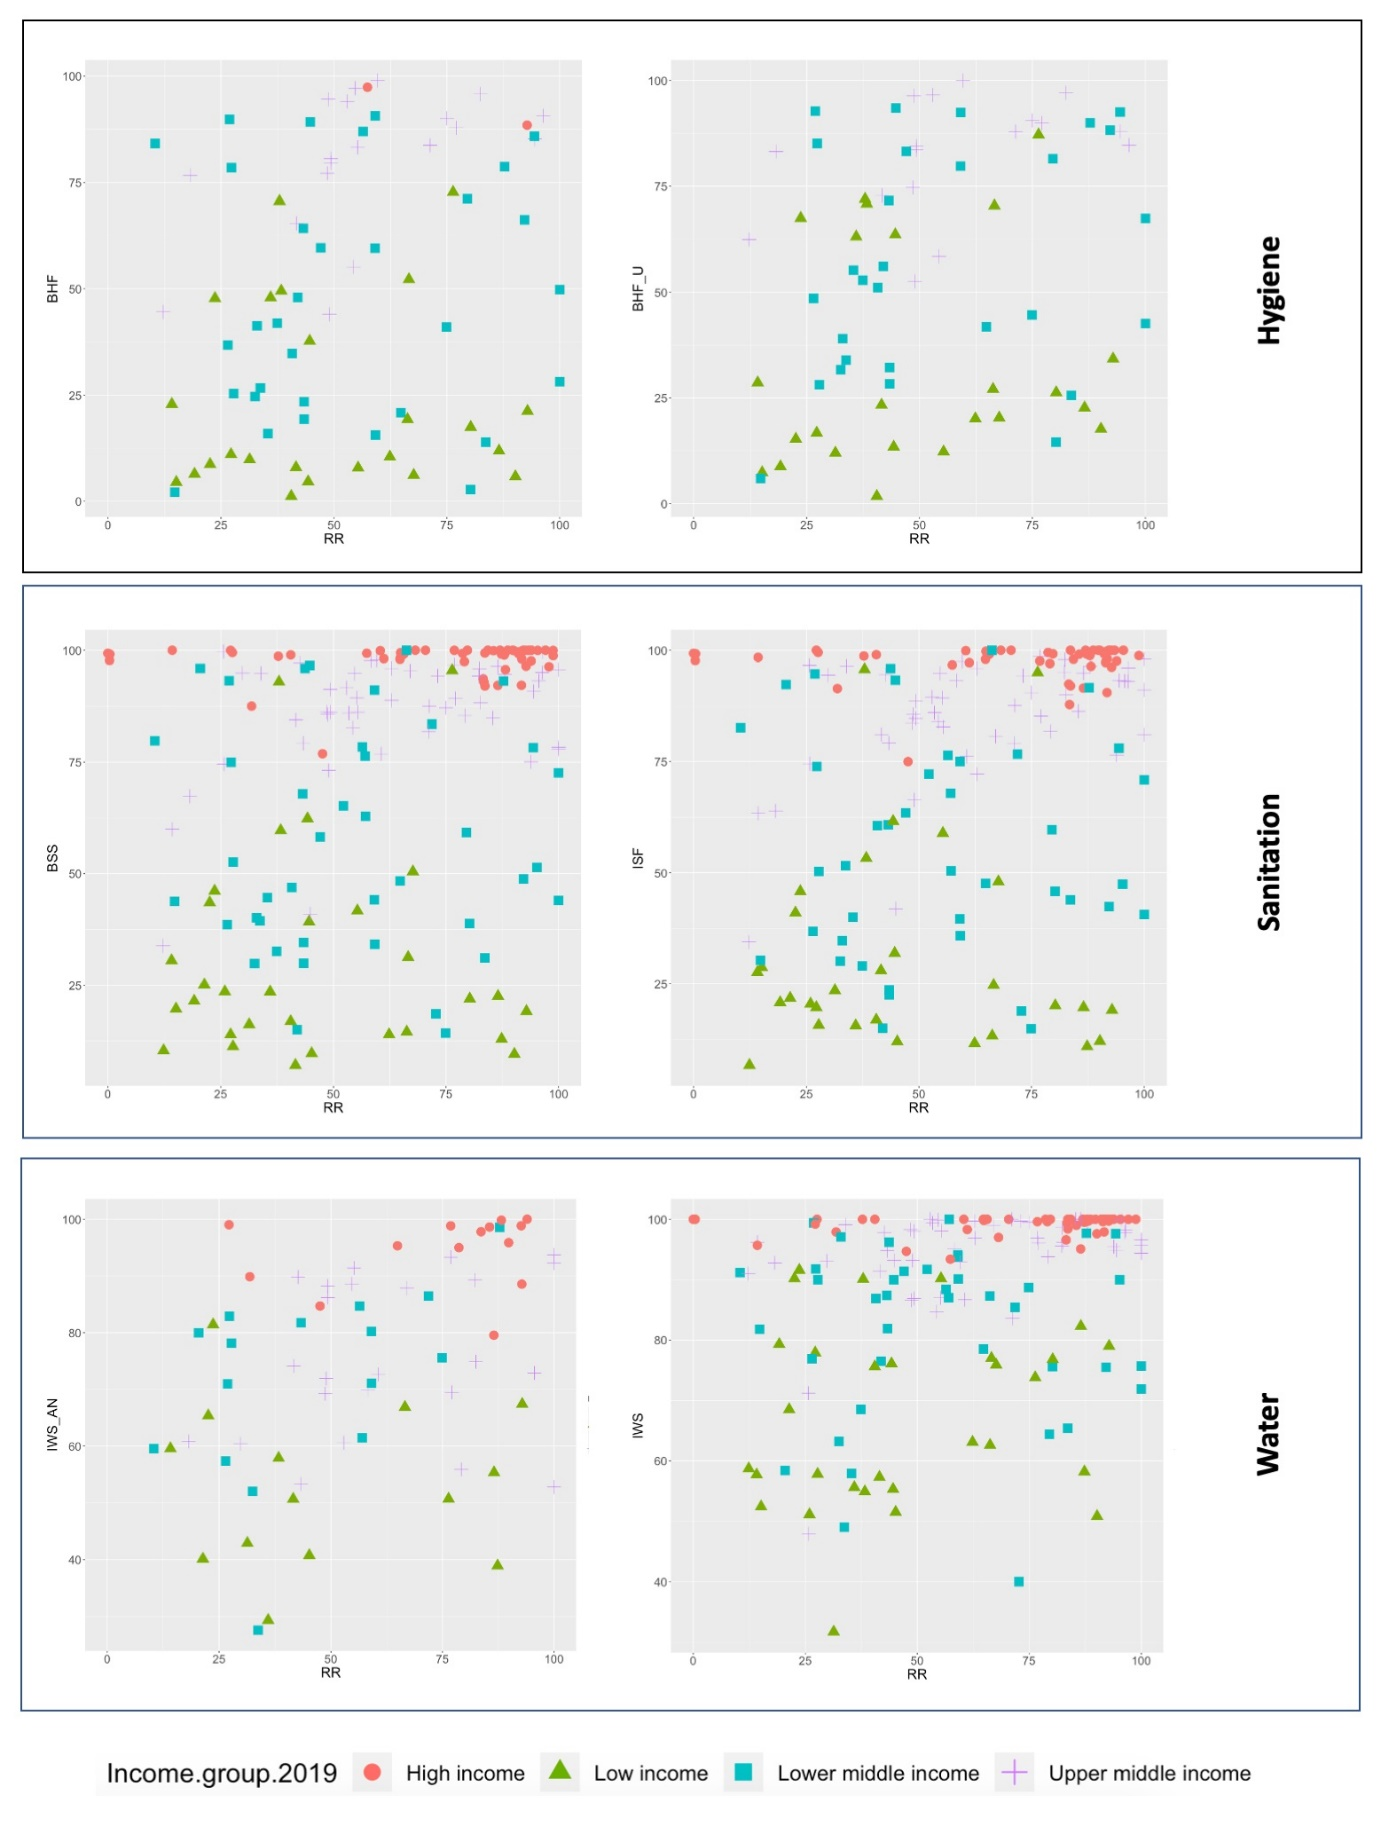 100
75
50
25
0
BHF
0 25 50 75 100
RR
100
75
50
25
0
BHF_U
0 25 50 75 100
RR
Hygiene
100
75
50
25
BSS
0 25 50 75 100
RR
100
75
50
25
ISF
0 25 50 75 100
RR
Sanitation
100
80
60
40
IWS_AN
0 25 50 75 100
RR
100
80
60
40
IWS
0 25 50 75 100
RR
Water
Income.group.2019 High income Low income Lower middle income Upper middle income